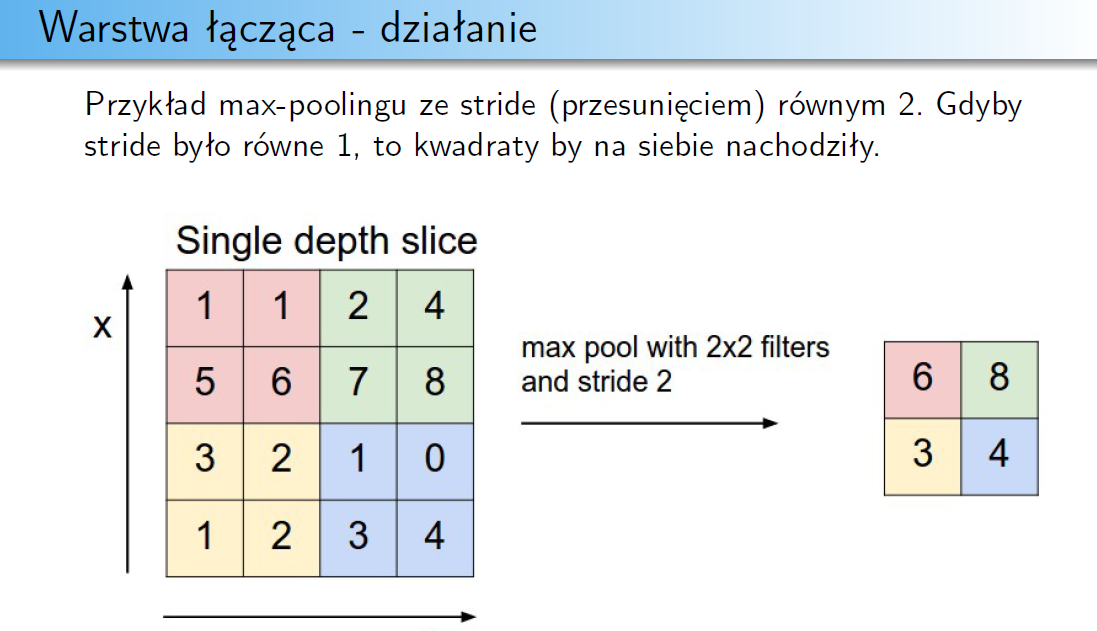 Warstwa łącząca - działanie
Przykład max-poolingu ze stride (przesunięciem) równym 2. Gdyby
stride było równe 1, to kwadraty by na siebie nachodziły.
Single depth slice
x
1 1 2 4
5 6 7 8
3 2 1 0
1 2 3 4
max pool with 2x2 filters
and stride 2
6 8
3 4